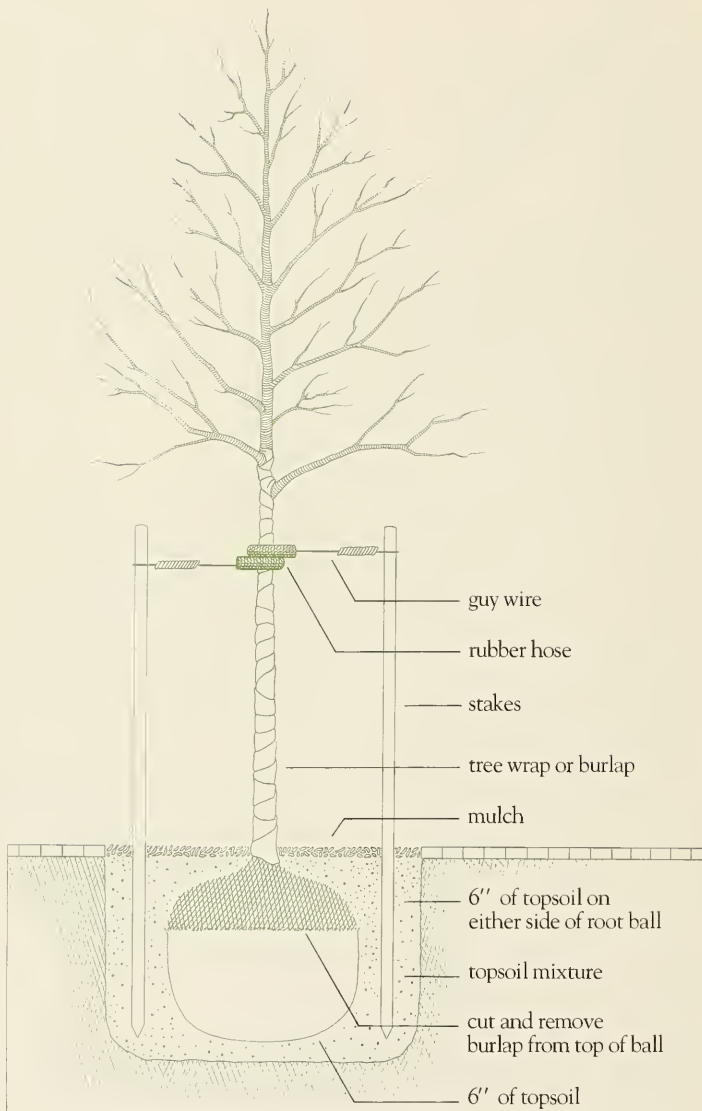 guy wire
rubber hose
stakes
tree wrap or burlap
mulch
6" of topsoil on
either side of root ball
topsoil mixture
cut and remove
burlap from top of ball
6" of topsoil